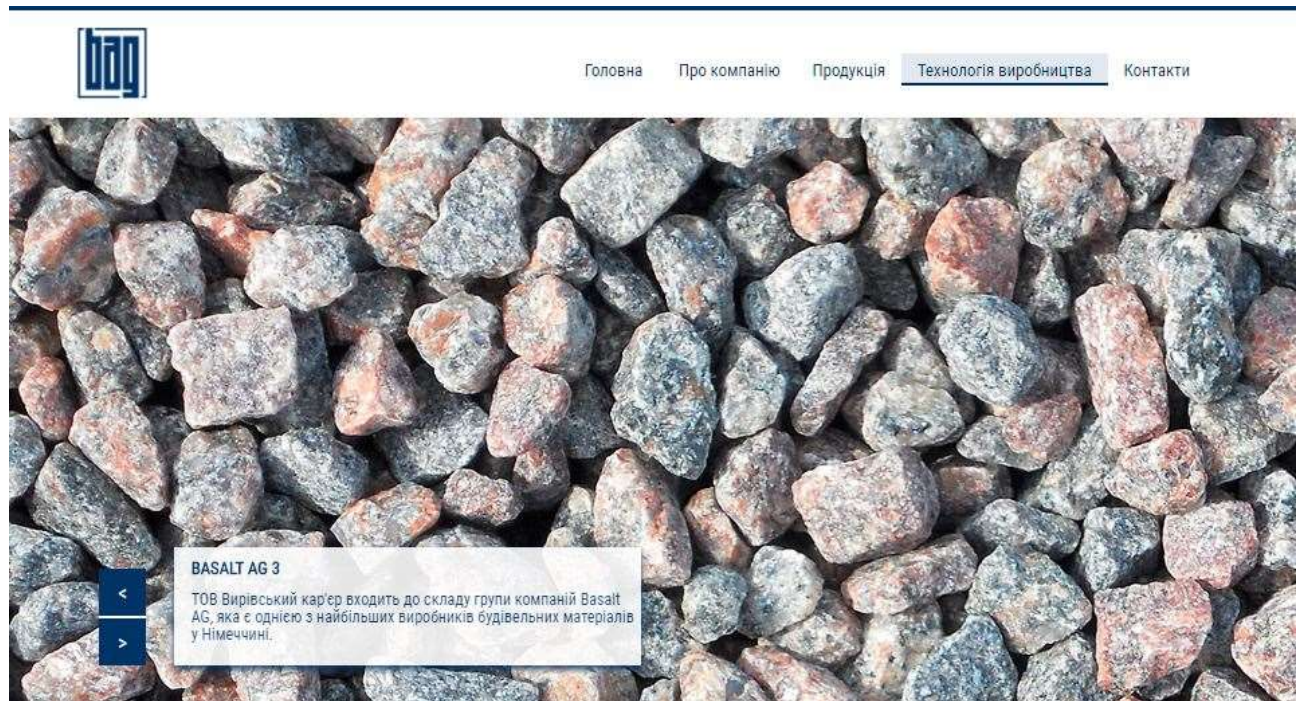 bag
Головна Про компанію Продукція Технологія виробництва Контакти
BASALT AG 3
ТОВ Вирівський кар'єр входить до складу групи компаній Basalt
AG, яка є однією з найбільших виробників будівельних матеріалів
у Німеччині.
<
>